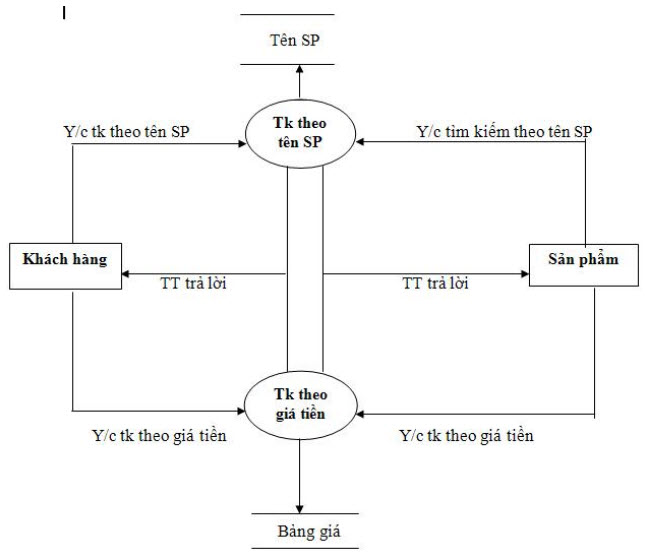 Tên SP
Tk theo
tên SP
Y/c tk theo tên SP
Y/c tìm kiếm theo tên SP
Khách hàng
Sản phẩm
TT trả lời
TT trả lời
Tk theo
giá tiền
Y/c tk theo giá tiền
Y/c tk theo giá tiền
Bảng giá